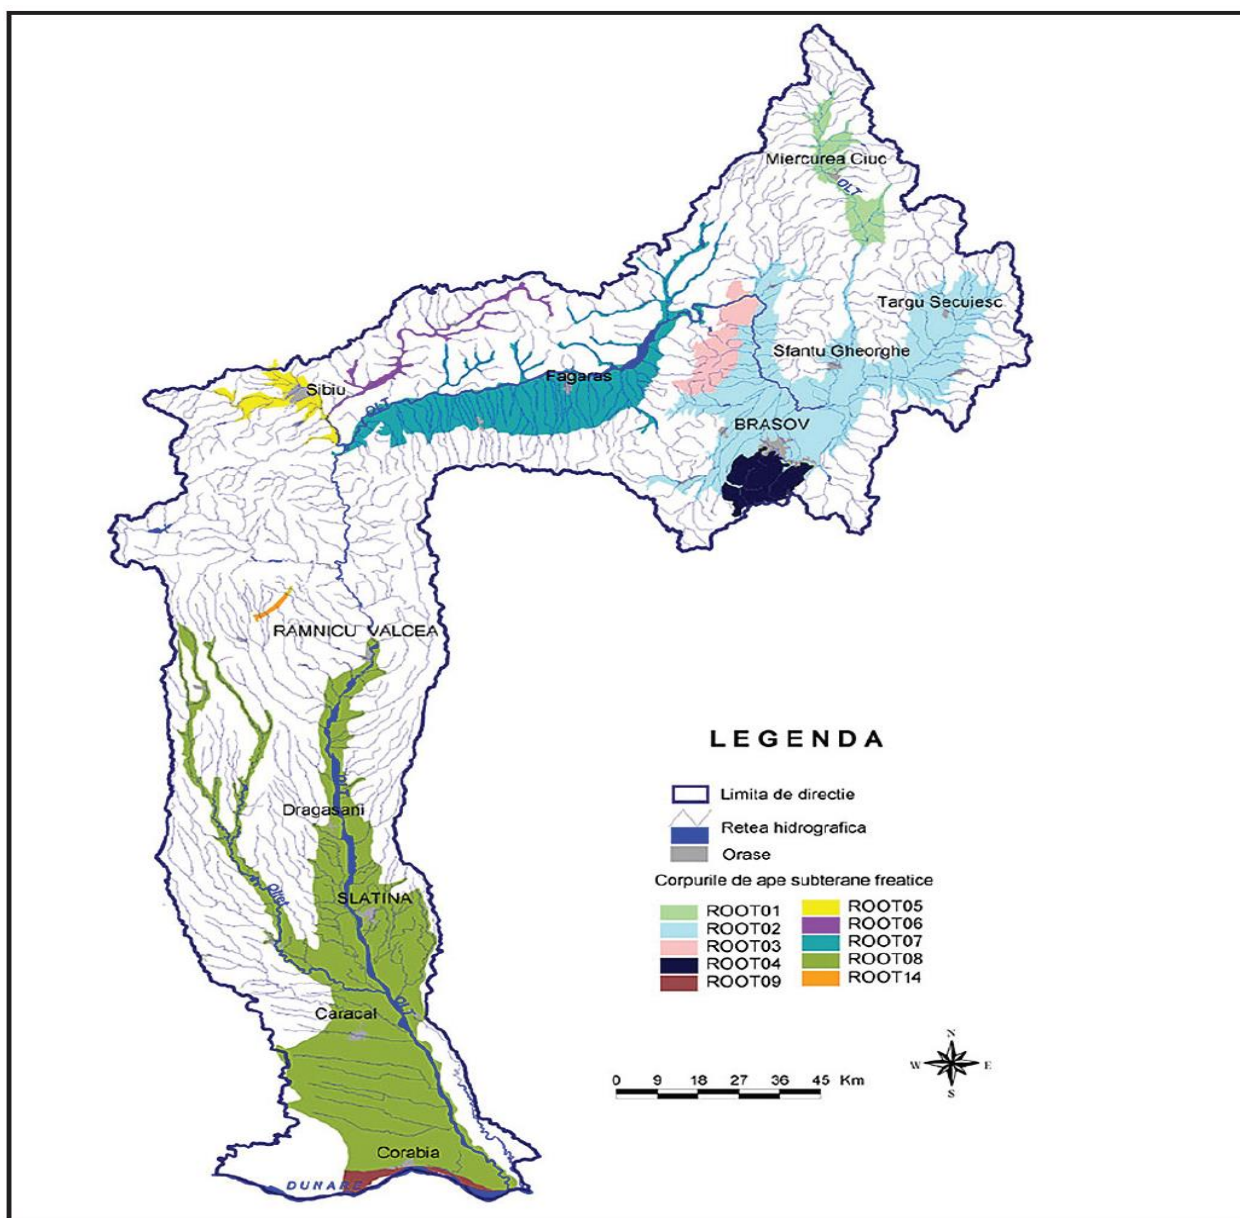 Miercurea Ciuc
OLT
Targu Secuiesc
Sfantu Gheorghe
Fagaras
Sibiu
OLT
BRASOV
RAMNICU VALCEA
Dragasani
SLATINA
Oltet
OLT
Caracal
Corabia
DUNARE
LEGENDA
Limita de directie
Retea hidrografica
Orase
Corpurile de ape subterane freatice
ROOT01
ROOT02
ROOT03
ROOT04
ROOT09
ROOT05
ROOT06
ROOT07
ROOT08
ROOT14
0 9 18 27 36 45 Km
N
W E
S